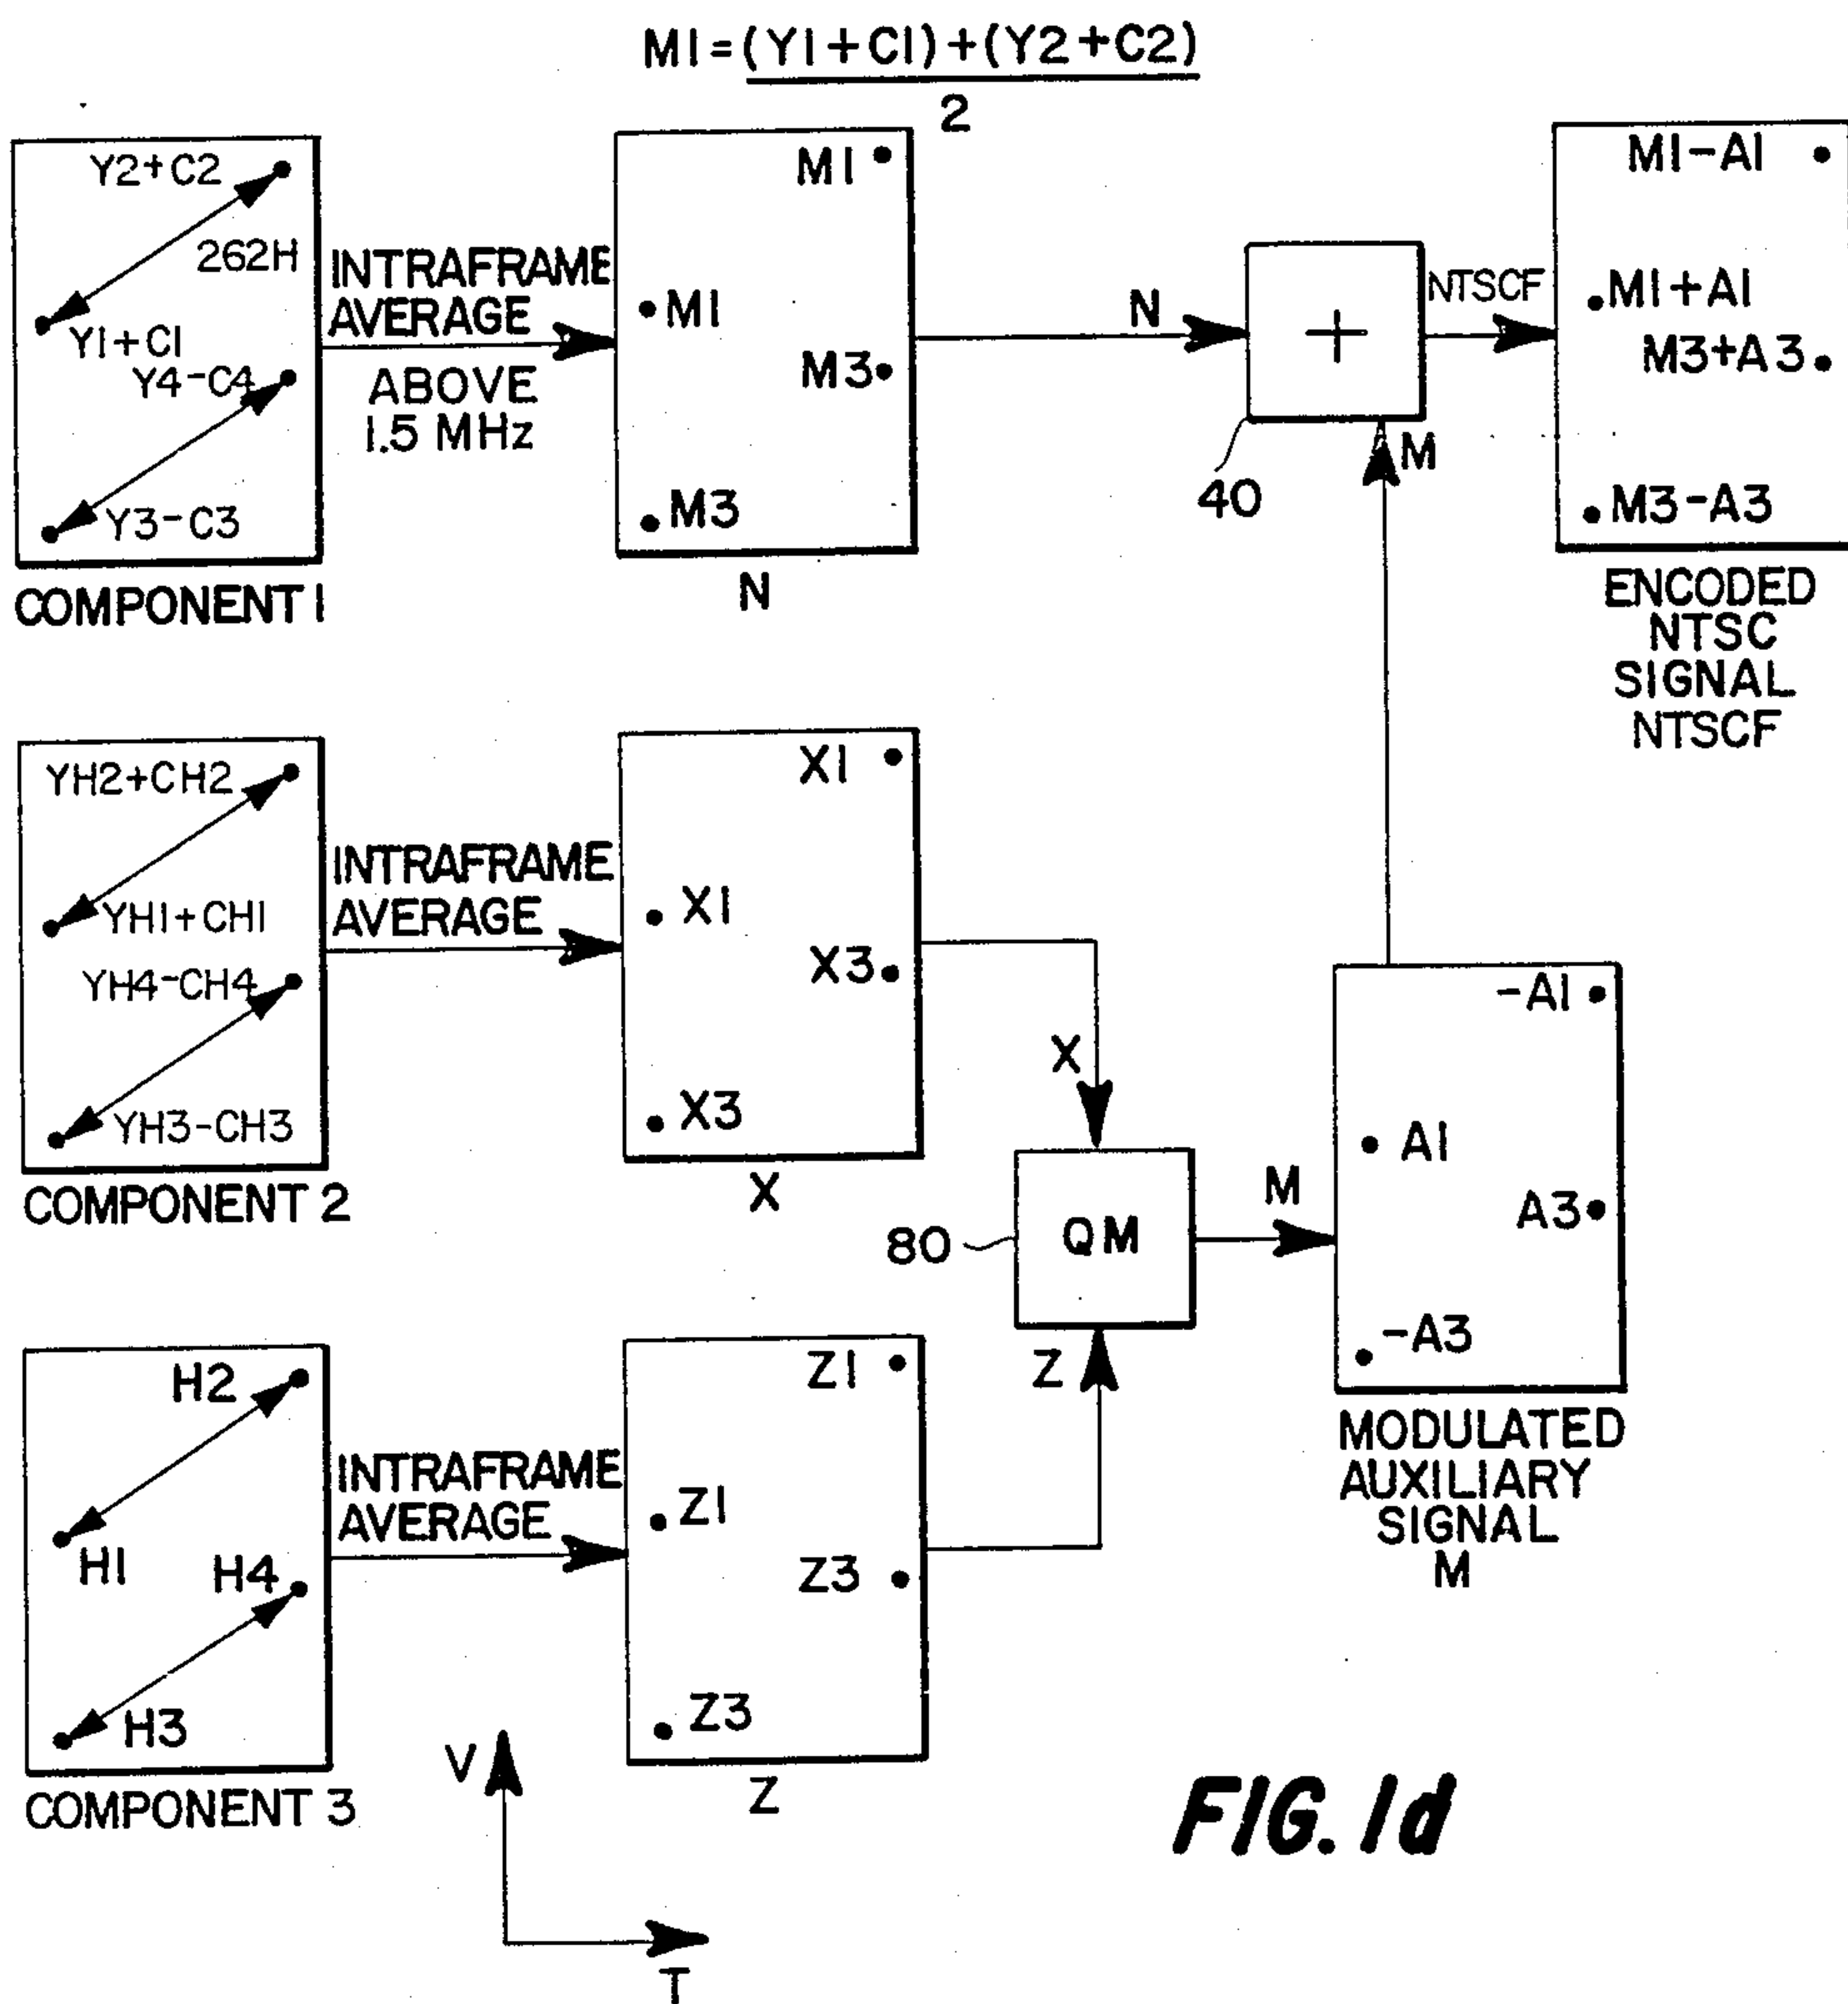 M1=(Y1+C1)+(Y2+C2)
2
Y2+C2
262H
Y1+C1
Y4-C4
Y3-C3
COMPONENT 1
INTRAFRAME
AVERAGE
ABOVE
1.5 MHz
M1
M1
M3
M3
N
N
+
40
M
NTSCF
M1-A1
M1+A1
M3+A3
M3-A3
ENCODED
NTSC
SIGNAL
NTSCF
YH2+CH2
YH1+CH1
YH4-CH4
YH3-CH3
COMPONENT 2
INTRAFRAME
AVERAGE
X1
X1
X3
X3
X
X
80
QM
M
Z
-A1
A1
A3
-A3
MODULATED
AUXILIARY
SIGNAL
M
H2
H1
H4
H3
COMPONENT 3
INTRAFRAME
AVERAGE
Z1
Z1
Z3
Z3
Z
V
T
FIG. 1d